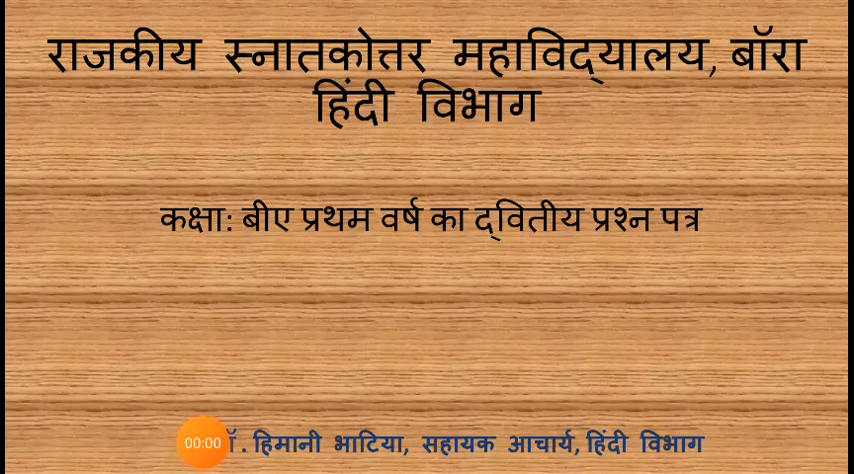 राजकीय स्नातकोत्तर महाविद्यालय, बॉरा
हिंदी विभाग
कक्षा: बीए प्रथम वर्ष का द्वितीय प्रश्न पत्र
00:00 . हिमानी भाटिया, सहायक आचार्य, हिंदी विभाग